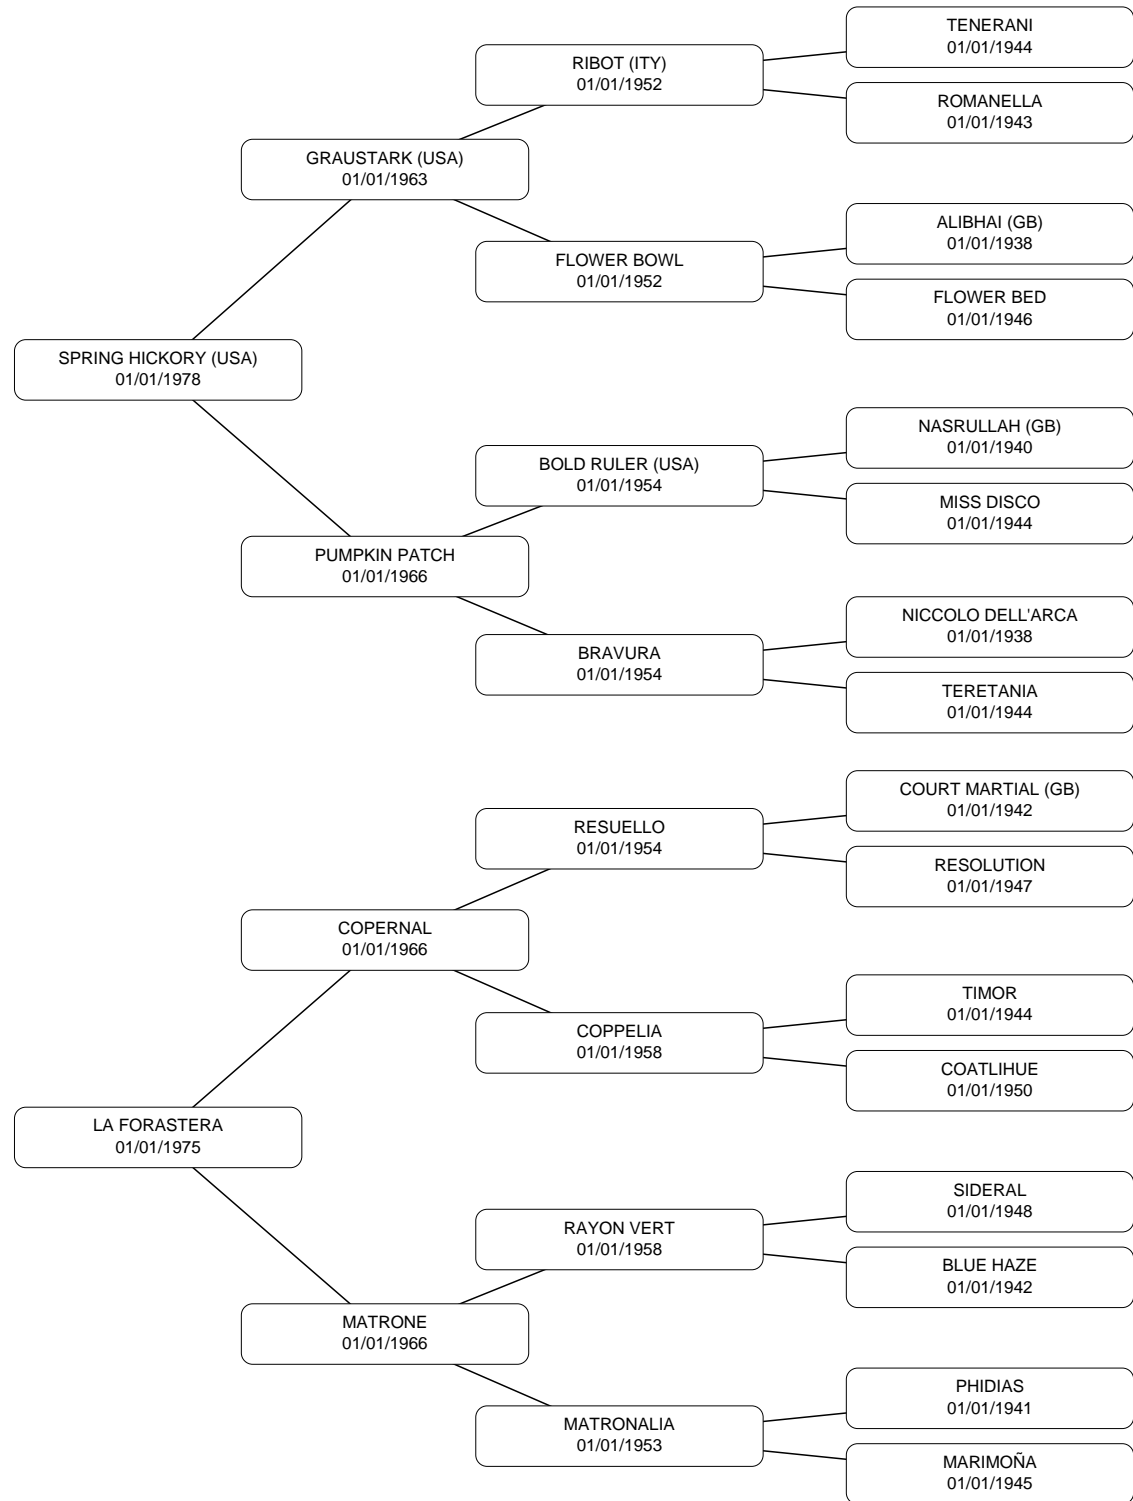 TENERANI
01/01/1944
RIBOT (ITY)
01/01/1952
ROMANELLA
01/01/1943
GRAUSTARK (USA)
01/01/1963
ALIBHAI (GB)
01/01/1938
FLOWER BOWL
01/01/1952
FLOWER BED
01/01/1946
SPRING HICKORY (USA)
01/01/1978
NASRULLAH (GB)
01/01/1940
BOLD RULER (USA)
01/01/1954
MISS DISCO
01/01/1944
PUMPKIN PATCH
01/01/1966
NICCOLO DELL'ARCA
01/01/1938
BRAVURA
01/01/1954
TERETANIA
01/01/1944
COURT MARTIAL (GB)
01/01/1942
RESUELLO
01/01/1954
RESOLUTION
01/01/1947
COPERNAL
01/01/1966
TIMOR
01/01/1944
COPPELIA
01/01/1958
COATLIHUE
01/01/1950
LA FORASTERA
01/01/1975
SIDERAL
01/01/1948
RAYON VERT
01/01/1958
BLUE HAZE
01/01/1942
MATRONE
01/01/1966
PHIDIAS
01/01/1941
MATRONALIA
01/01/1953
MARIMOÑA
01/01/1945